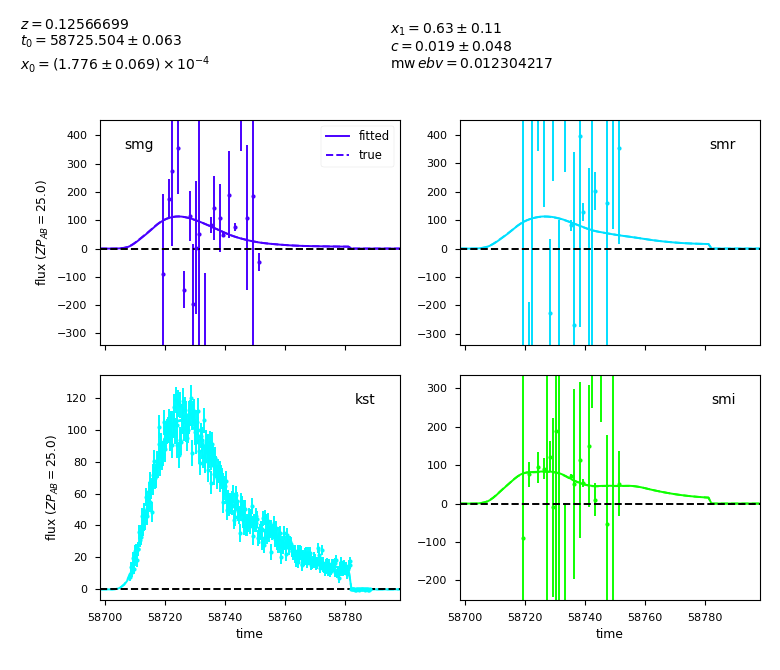 z = 0.12566699
t₀ = 58725.504 ± 0.063
x₀ = (1.776 ± 0.069) × 10⁻⁴
x₁ = 0.63 ± 0.11
c = 0.019 ± 0.048
mw ebv = 0.012304217
smg
fitted
true
flux (ZP_AB = 25.0)
400
300
200
100
0
−100
−200
−300
smr
400
300
200
100
0
−100
−200
−300
kst
flux (ZP_AB = 25.0)
120
100
80
60
40
20
0
58700
58720
58740
58760
58780
time
smi
300
200
100
0
−100
−200
58700
58720
58740
58760
58780
time